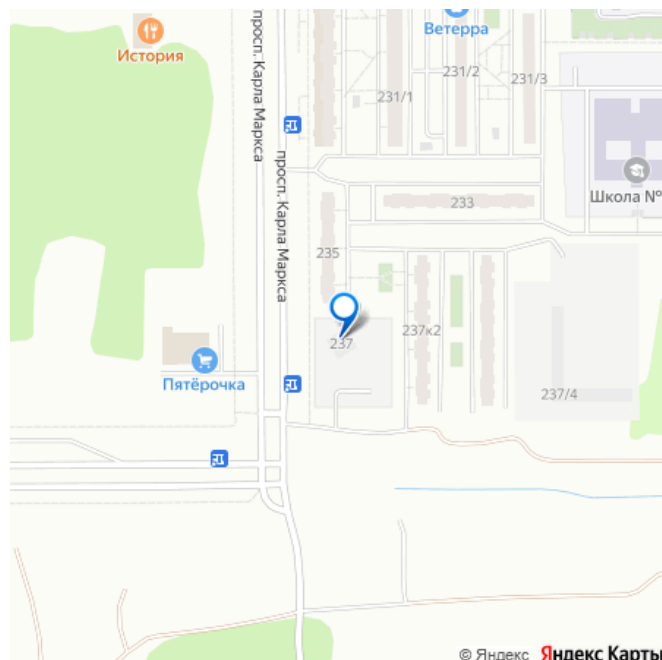 История
просп. Карла Маркса
просп. Карла Маркса
Ветерра
231/2
231/3
231/1
Школа №
233
235
237
237к2
Пятёрочка
237/4
© Яндекс Яндекс Карты